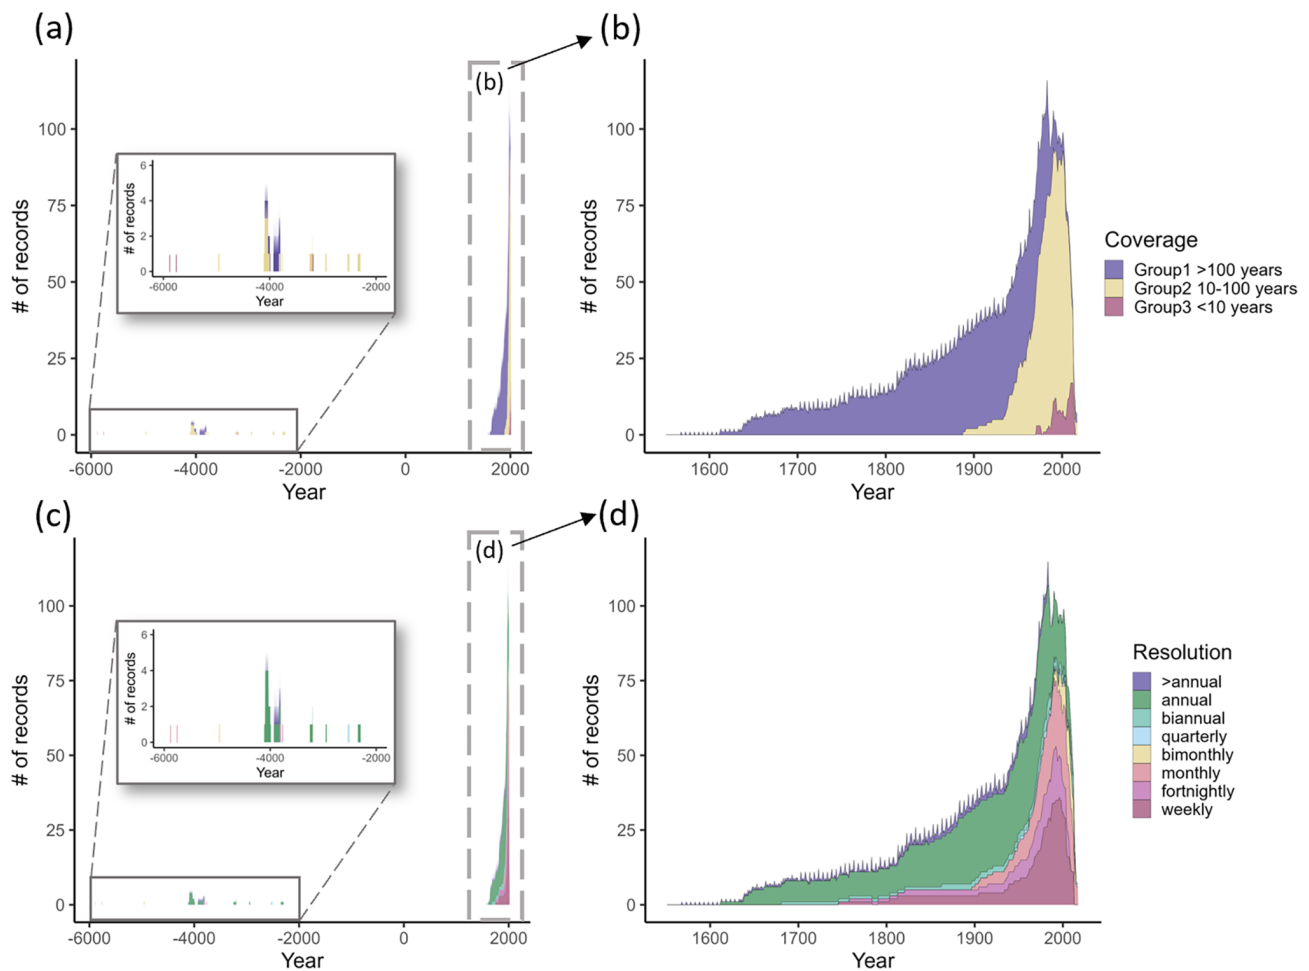 (a)
(b)
(b)
# of records
100
75
50
25
0
-6000
-4000
-2000
0
2000
Year
# of records
6
4
2
0
-6000
-4000
-2000
Year
# of records
100
75
50
25
0
1600
1700
1800
1900
2000
Year
Coverage
Group1 >100 years
Group2 10-100 years
Group3 <10 years
(c)
(d)
(d)
# of records
100
75
50
25
0
-6000
-4000
-2000
0
2000
Year
# of records
6
4
2
0
-6000
-4000
-2000
Year
# of records
100
75
50
25
0
1600
1700
1800
1900
2000
Year
Resolution
>annual
annual
biannual
quarterly
bimonthly
monthly
fortnightly
weekly